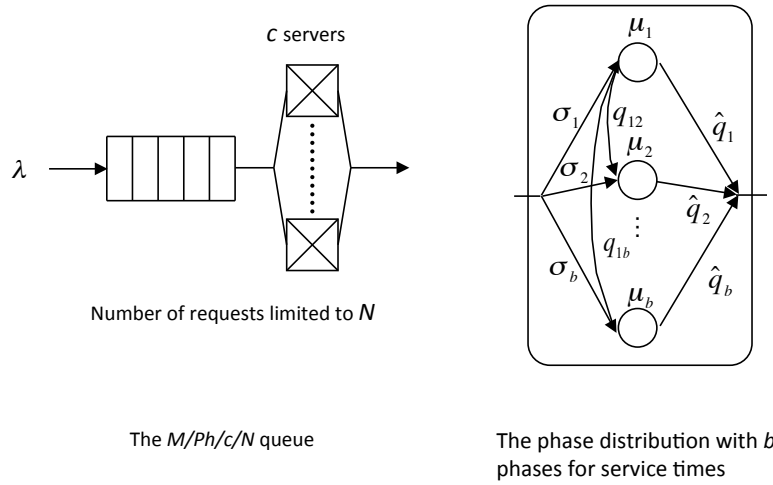 c servers
λ
Number of requests limited to N
The M/Ph/c/N queue
μ₁
σ₁
q₁₂
q̂₁
μ₂
σ₂
q̂₂
⋮
q₁b
σb
μb
q̂b
The phase distribution with b
phases for service times